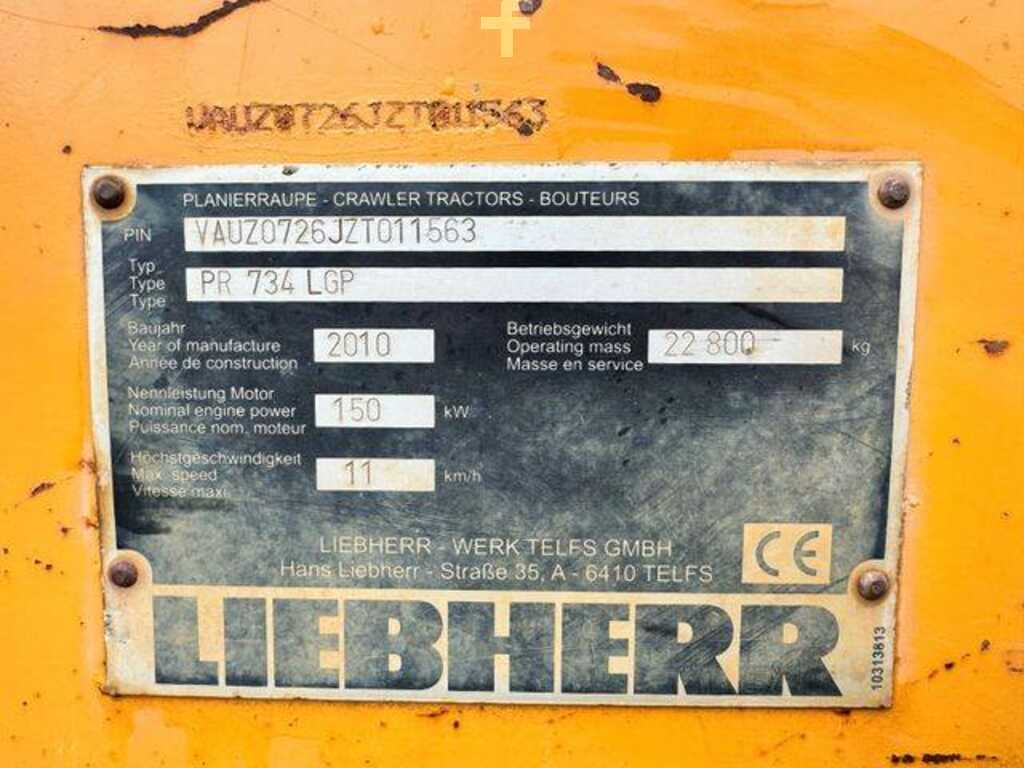 VAUZ0726JZT011563
PLANIERRAUPE - CRAWLER TRACTORS - BOUTEURS
PIN VAUZ0726JZT011563
Typ
Type PR 734 LGP
Type
Baujahr
Year of manufacture 2010
Année de construction
Betriebsgewicht
Operating mass 22 800 kg
Masse en service
Nennleistung Motor
Nominal engine power 150 kW
Puissance nom. moteur
Höchstgeschwindigkeit
Max. speed 11 km/h
Vitesse maxi
LIEBHERR - WERK TELFS GMBH
Hans Liebherr - Straße 35, A - 6410 TELFS
CE
LIEBHERR
10313813